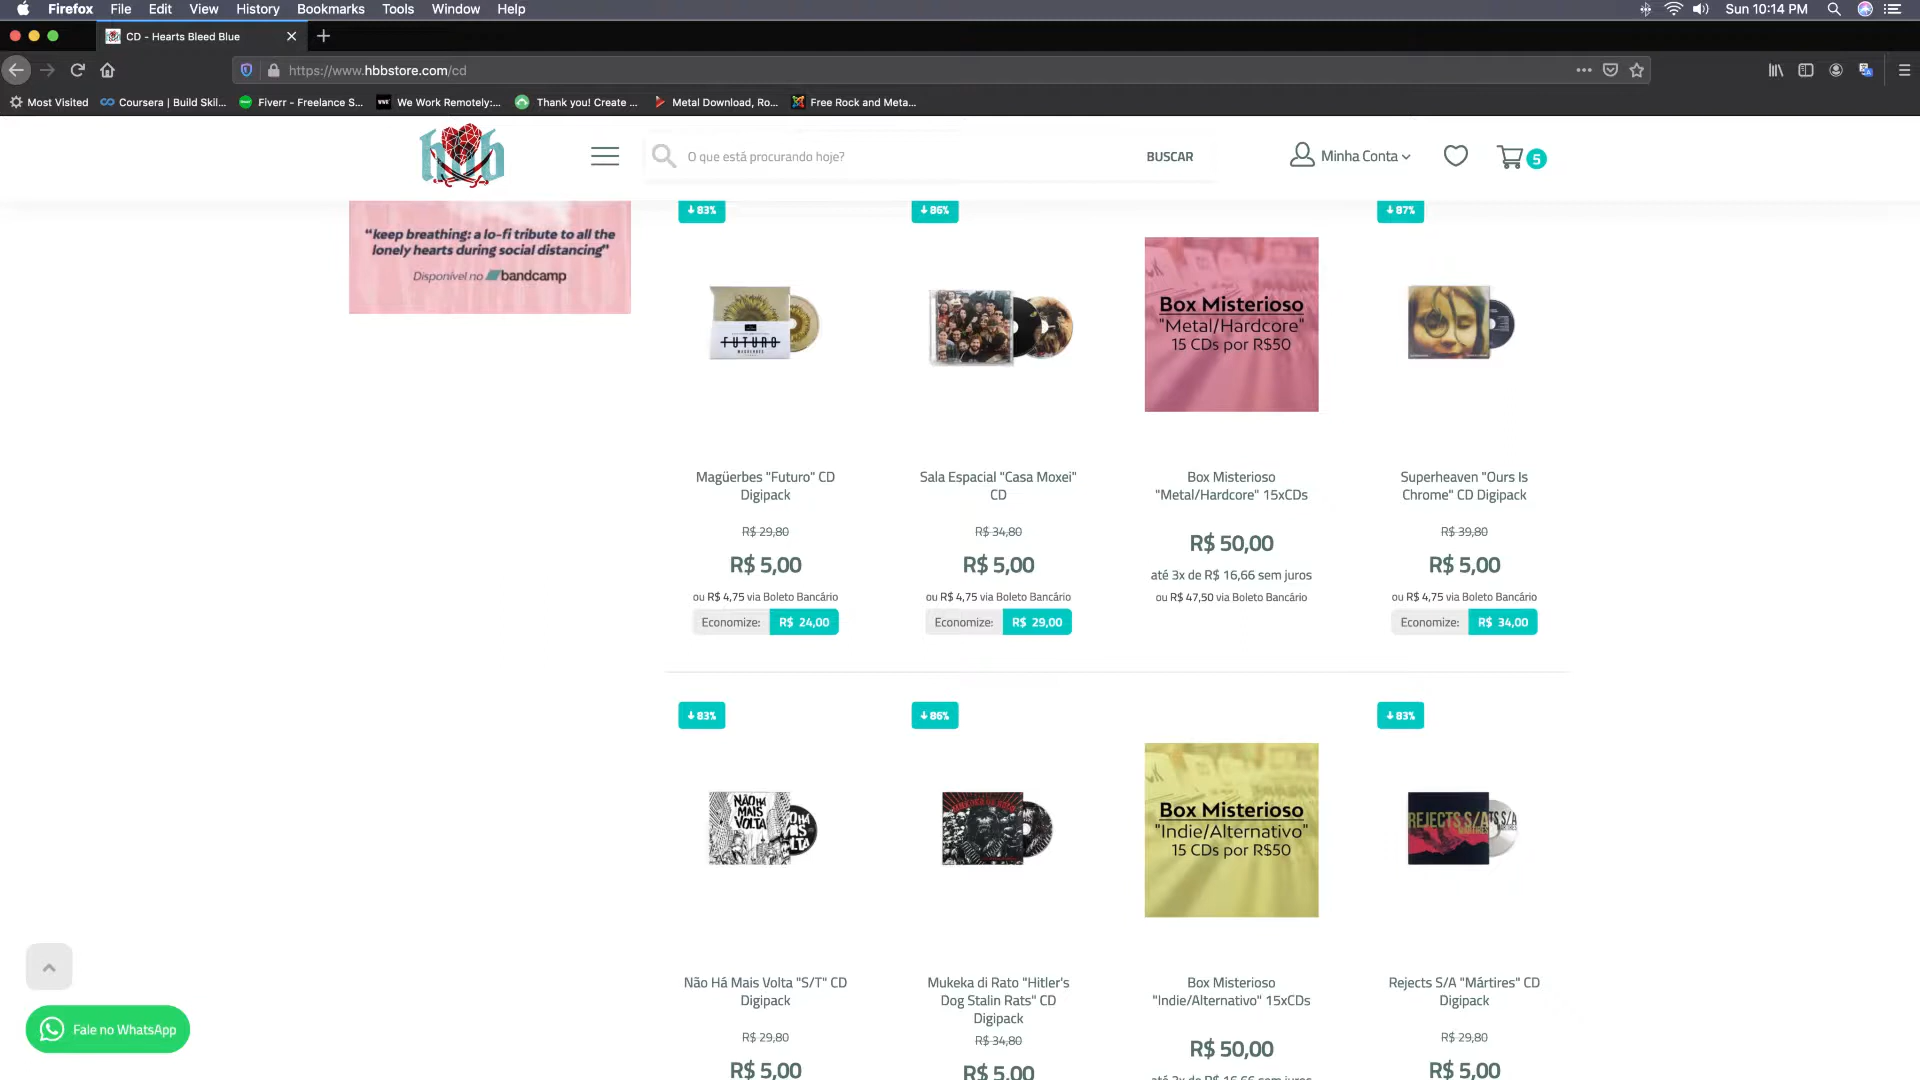 Firefox File Edit View History Bookmarks Tools Window Help Sun 10:14 PM
CD - Hearts Bleed Blue
https://www.hbbstore.com/cd
Most Visited Coursera | Build Skil... Fiverr - Freelance S... We Work Remotely:... Thank you! Create ... Metal Download, Ro... Free Rock and Meta...
hbb O que está procurando hoje? BUSCAR Minha Conta 5
83% 86% 87%
"keep breathing: a lo-fi tribute to all the
lonely hearts during social distancing"
Disponível no bandcamp
Box Misterioso
"Metal/Hardcore"
15 CDs por R$50
FUTURO
MAGÜERBES
Magüerbes "Futuro" CD
Digipack
R$ 29,80
R$ 5,00
ou R$ 4,75 via Boleto Bancário
Economize: R$ 24,00
Sala Espacial "Casa Moxei"
CD
R$ 34,80
R$ 5,00
ou R$ 4,75 via Boleto Bancário
Economize: R$ 29,00
Box Misterioso
"Metal/Hardcore" 15xCDs
R$ 50,00
até 3x de R$ 16,66 sem juros
ou R$ 47,50 via Boleto Bancário
Superheaven "Ours Is
Chrome" CD Digipack
R$ 39,80
R$ 5,00
ou R$ 4,75 via Boleto Bancário
Economize: R$ 34,00
83% 86% 83%
NÃO HÁ
MAIS
VOLTA
Box Misterioso
"Indie/Alternativo"
15 CDs por R$50
REJECTS S/A
Não Há Mais Volta "S/T" CD
Digipack
R$ 29,80
R$ 5,00
Mukeka di Rato "Hitler's
Dog Stalin Rats" CD
Digipack
R$ 34,80
R$ 5,00
Box Misterioso
"Indie/Alternativo" 15xCDs
R$ 50,00
até 3x de R$ 16,66 sem juros
Rejects S/A "Mártires" CD
Digipack
R$ 29,80
R$ 5,00
Fale no WhatsApp